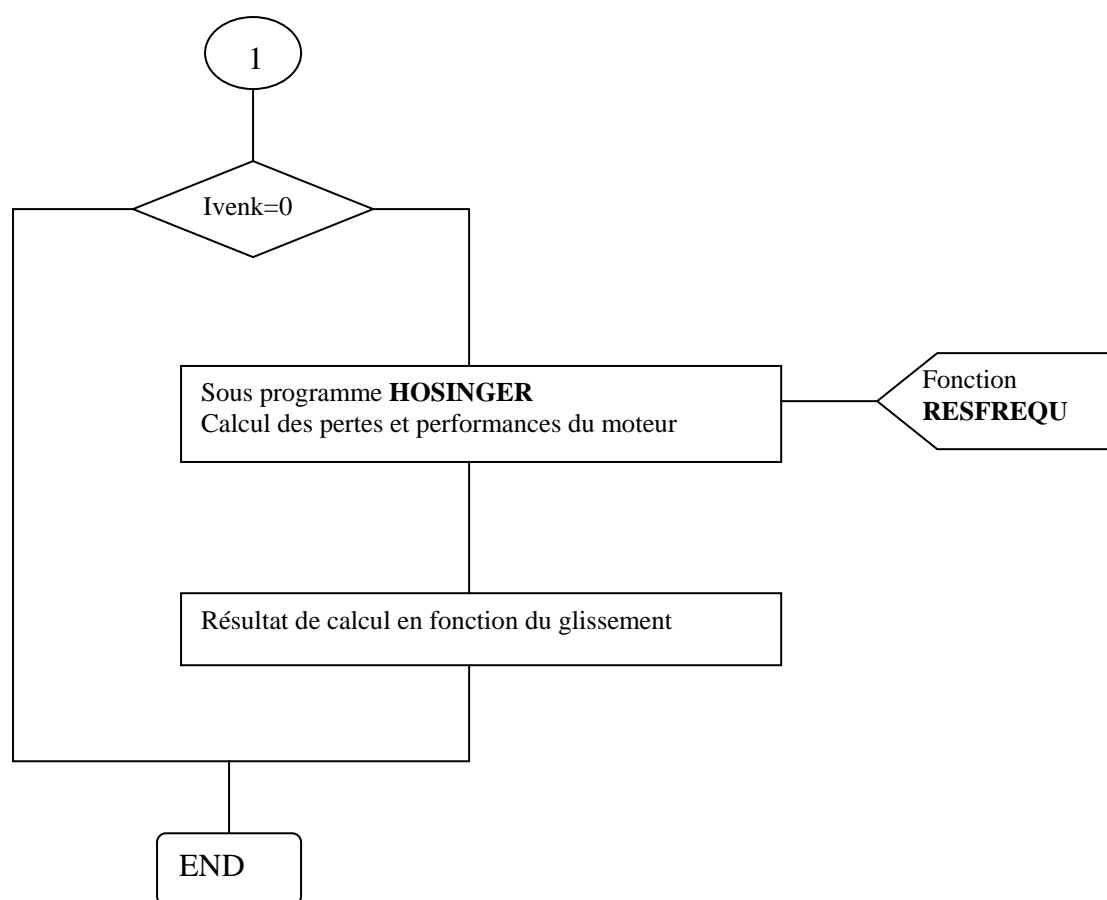 1
Ivenk=0
Sous programme HOSINGER
Calcul des pertes et performances du moteur
Fonction
RESFREQU
Résultat de calcul en fonction du glissement
END